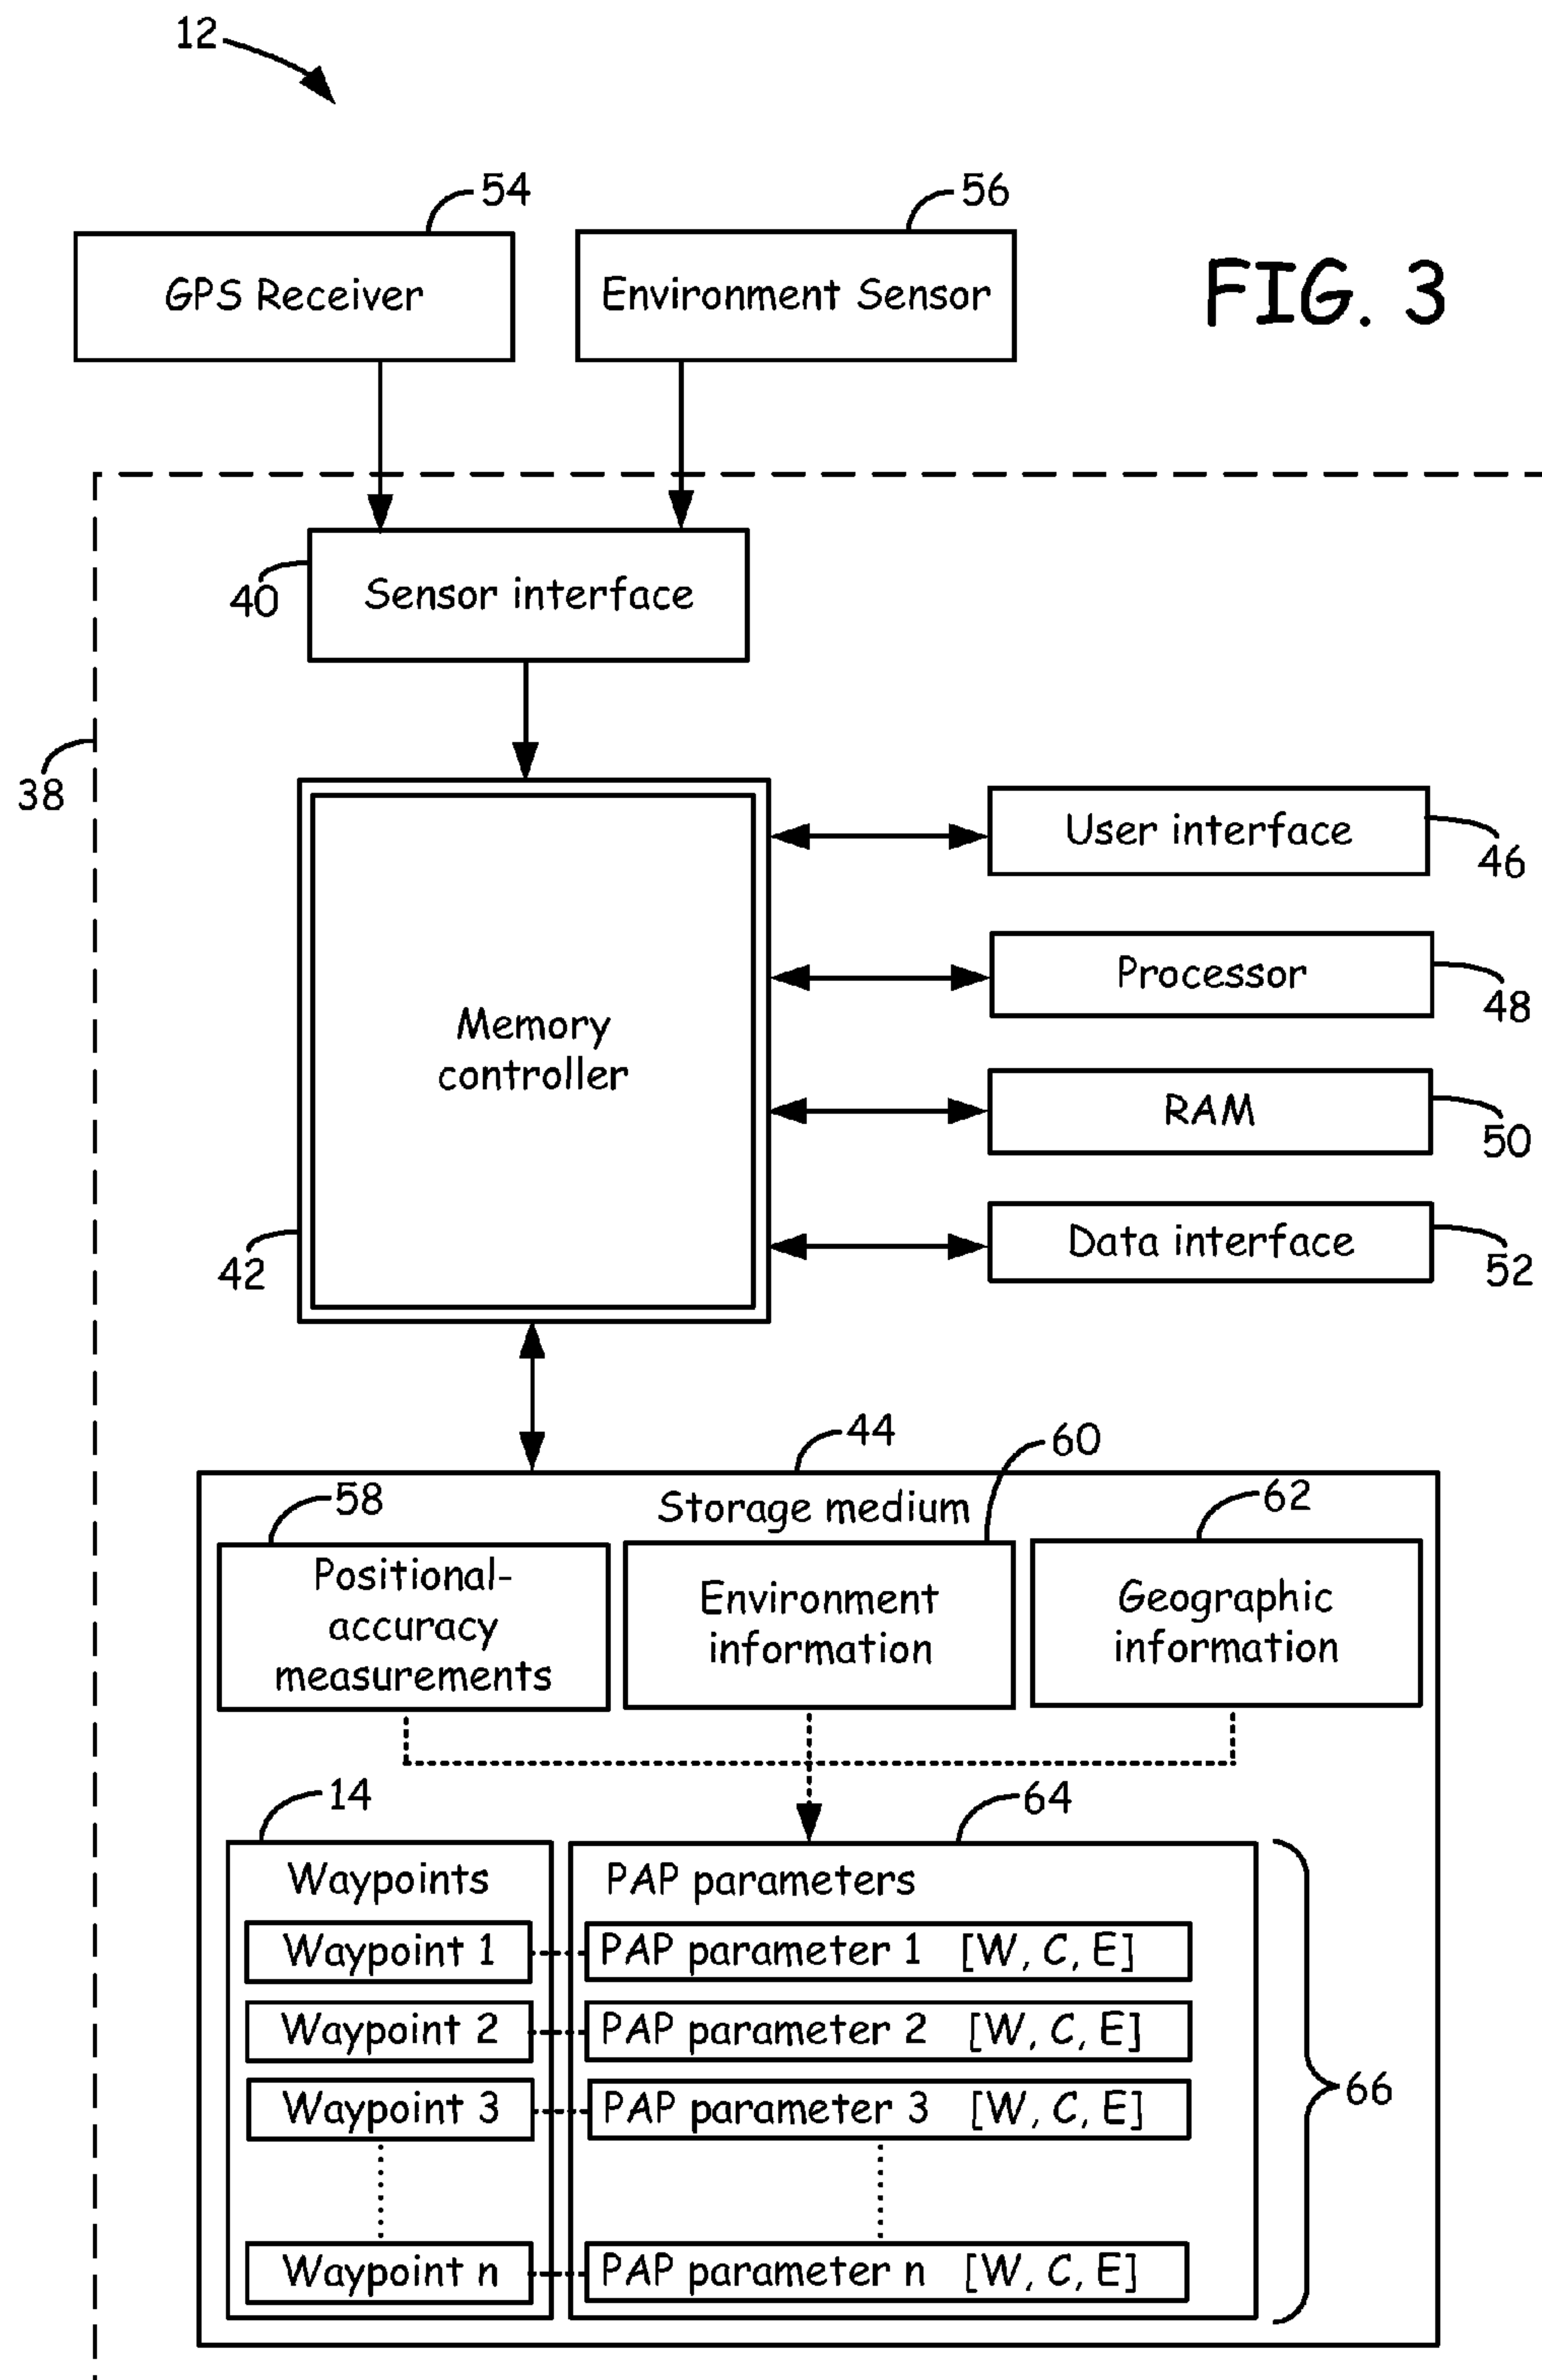 12
54
56
GPS Receiver
Environment Sensor
FIG. 3
40
Sensor interface
38
User interface
46
Processor
48
Memory
controller
RAM
50
42
Data interface
52
44
60
58
Storage medium
62
Positional-
accuracy
measurements
Environment
information
Geographic
information
14
64
Waypoints
PAP parameters
Waypoint 1
PAP parameter 1 [W, C, E]
Waypoint 2
PAP parameter 2 [W, C, E]
Waypoint 3
PAP parameter 3 [W, C, E]
66
Waypoint n
PAP parameter n [W, C, E]